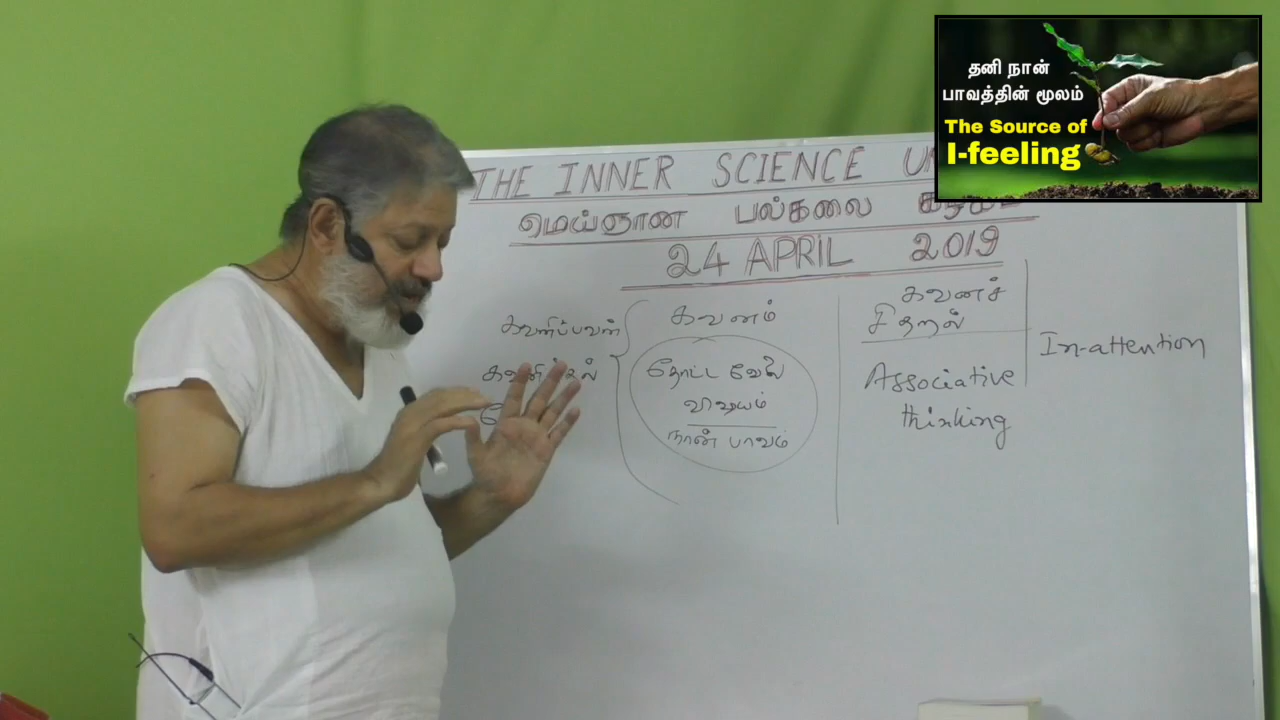 தனி நான்
பாவத்தின் மூலம்
The Source of
I-feeling
THE INNER SCIENCE
மெய்ஞான பல்கலை
24 APRIL 2019
கவனிப்பவன்
கவனம்
தோட்ட வேலை
விஷயம்
நான் பாவம்
கவனச்
சிதறல்
Associative
thinking
In-attention